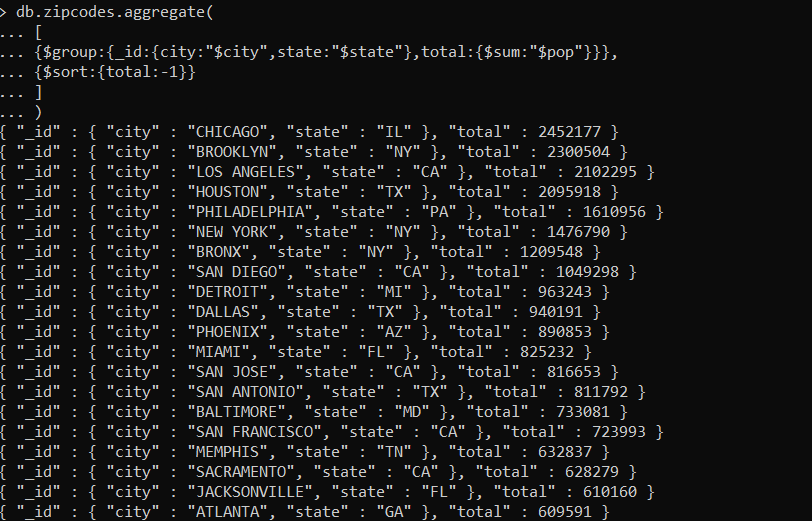 > db.zipcodes.aggregate(
... [
... {$group:{_id:{city:"$city",state:"$state"},total:{$sum:"$pop"}}},
... {$sort:{total:-1}}
... ]
... )
{ "_id" : { "city" : "CHICAGO", "state" : "IL" }, "total" : 2452177 }
{ "_id" : { "city" : "BROOKLYN", "state" : "NY" }, "total" : 2300504 }
{ "_id" : { "city" : "LOS ANGELES", "state" : "CA" }, "total" : 2102295 }
{ "_id" : { "city" : "HOUSTON", "state" : "TX" }, "total" : 2095918 }
{ "_id" : { "city" : "PHILADELPHIA", "state" : "PA" }, "total" : 1610956 }
{ "_id" : { "city" : "NEW YORK", "state" : "NY" }, "total" : 1476790 }
{ "_id" : { "city" : "BRONX", "state" : "NY" }, "total" : 1209548 }
{ "_id" : { "city" : "SAN DIEGO", "state" : "CA" }, "total" : 1049298 }
{ "_id" : { "city" : "DETROIT", "state" : "MI" }, "total" : 963243 }
{ "_id" : { "city" : "DALLAS", "state" : "TX" }, "total" : 940191 }
{ "_id" : { "city" : "PHOENIX", "state" : "AZ" }, "total" : 890853 }
{ "_id" : { "city" : "MIAMI", "state" : "FL" }, "total" : 825232 }
{ "_id" : { "city" : "SAN JOSE", "state" : "CA" }, "total" : 816653 }
{ "_id" : { "city" : "SAN ANTONIO", "state" : "TX" }, "total" : 811792 }
{ "_id" : { "city" : "BALTIMORE", "state" : "MD" }, "total" : 733081 }
{ "_id" : { "city" : "SAN FRANCISCO", "state" : "CA" }, "total" : 723993 }
{ "_id" : { "city" : "MEMPHIS", "state" : "TN" }, "total" : 632837 }
{ "_id" : { "city" : "SACRAMENTO", "state" : "CA" }, "total" : 628279 }
{ "_id" : { "city" : "JACKSONVILLE", "state" : "FL" }, "total" : 610160 }
{ "_id" : { "city" : "ATLANTA", "state" : "GA" }, "total" : 609591 }